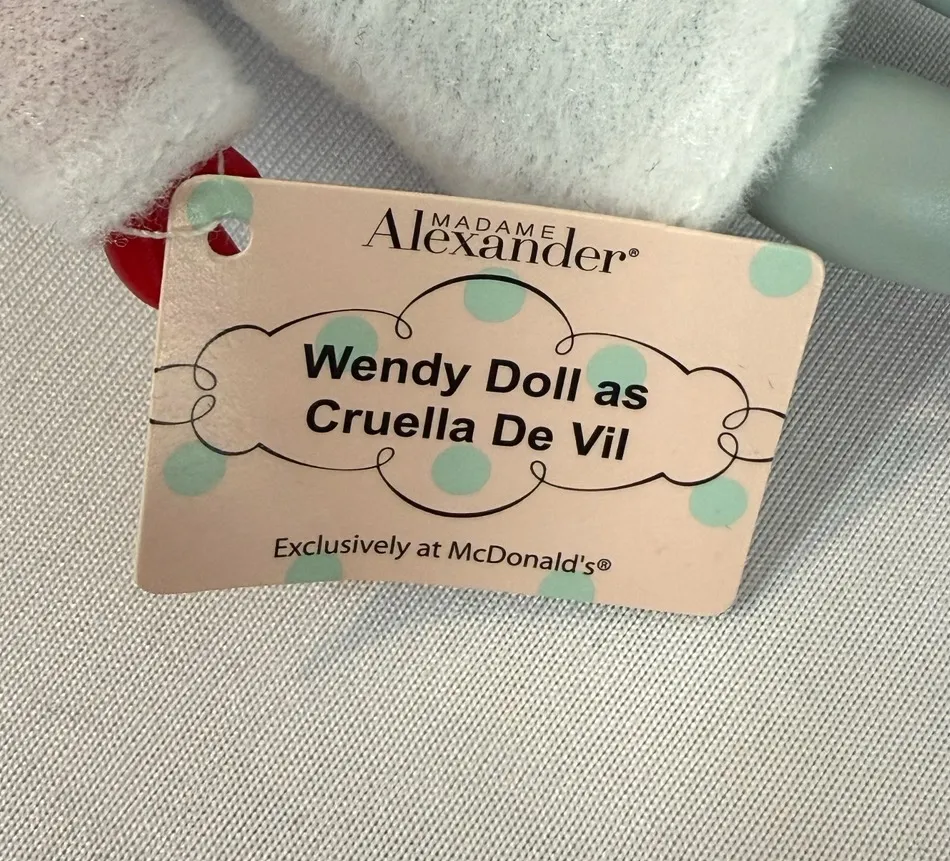 MADAME
Alexander®
Wendy Doll as
Cruella De Vil
Exclusively at McDonald's®